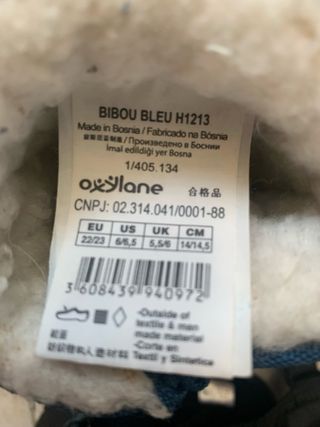 BIBOU BLEU H1213
Made in Bosnia / Fabricado na Bósnia
Произведено в Боснии
İmal edildiği yer Bosna
1/405.134
oxylane 合格品
CNPJ: 02.314.041/0001-88
EU US UK CM
22/23 6/6,5 5,5/6 14/14,5
3 608439 940972
-Outside of
textile & man
made material
-Corte en
Textil y Sintetica